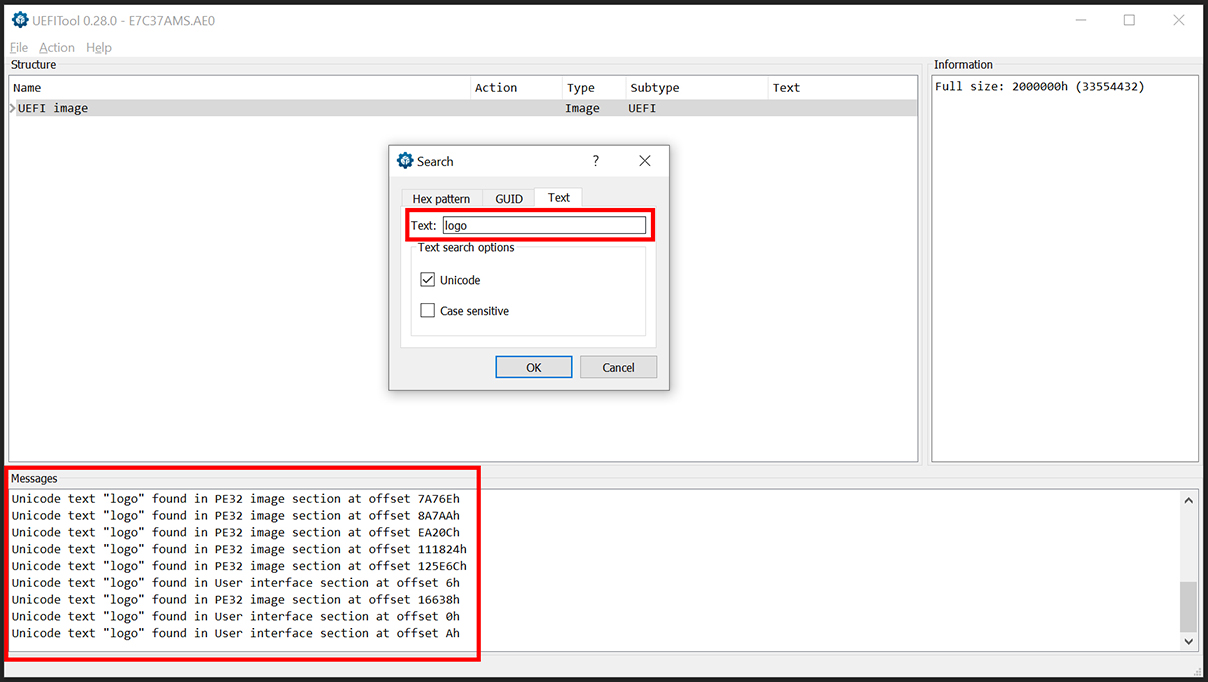 UEFITool 0.28.0 - E7C37AMS.AE0
File Action Help
Structure
Name Action Type Subtype Text
UEFI image Image UEFI
Information
Full size: 2000000h (33554432)
Search ?
Hex pattern GUID Text
Text: logo
Text search options
Unicode
Case sensitive
OK Cancel
Messages
Unicode text "logo" found in PE32 image section at offset 7A76Eh
Unicode text "logo" found in PE32 image section at offset 8A7AAh
Unicode text "logo" found in PE32 image section at offset EA20Ch
Unicode text "logo" found in PE32 image section at offset 111824h
Unicode text "logo" found in PE32 image section at offset 125E6Ch
Unicode text "logo" found in User interface section at offset 6h
Unicode text "logo" found in PE32 image section at offset 16638h
Unicode text "logo" found in User interface section at offset 0h
Unicode text "logo" found in User interface section at offset Ah